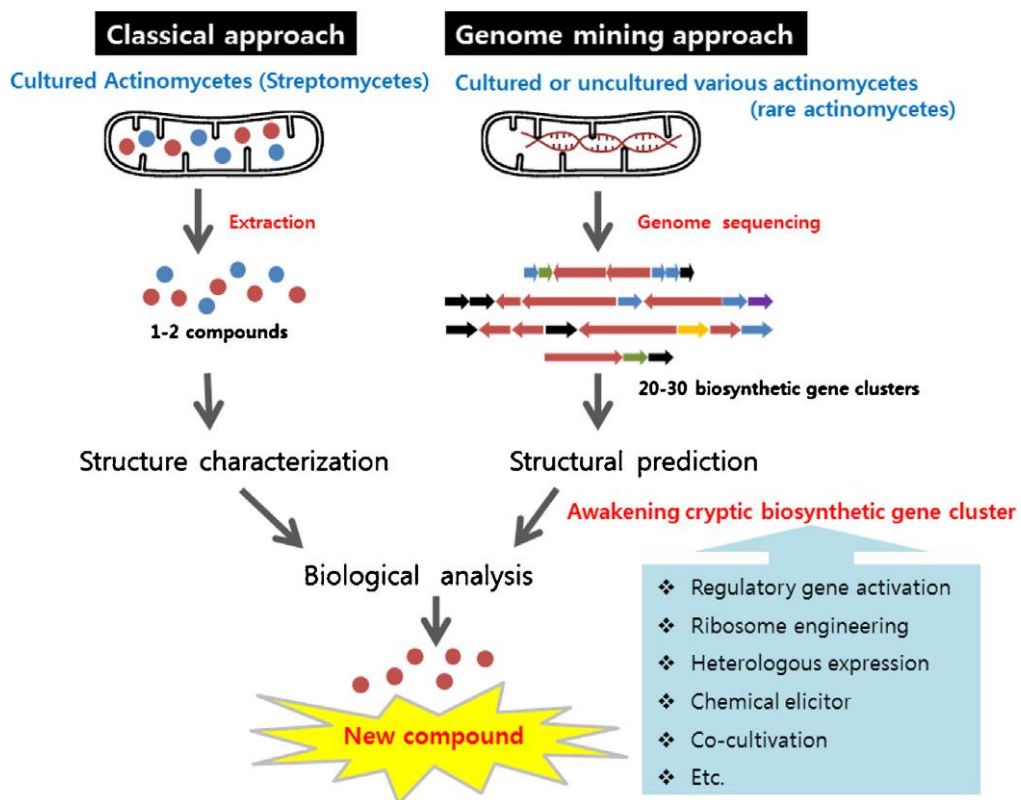 Classical approach
Cultured Actinomycetes (Streptomycetes)
Extraction
1-2 compounds
Structure characterization
Genome mining approach
Cultured or uncultured various actinomycetes
(rare actinomycetes)
Genome sequencing
20-30 biosynthetic gene clusters
Structural prediction
Awakening cryptic biosynthetic gene cluster
❖ Regulatory gene activation
❖ Ribosome engineering
❖ Heterologous expression
❖ Chemical elicitor
❖ Co-cultivation
❖ Etc.
Biological analysis
New compound